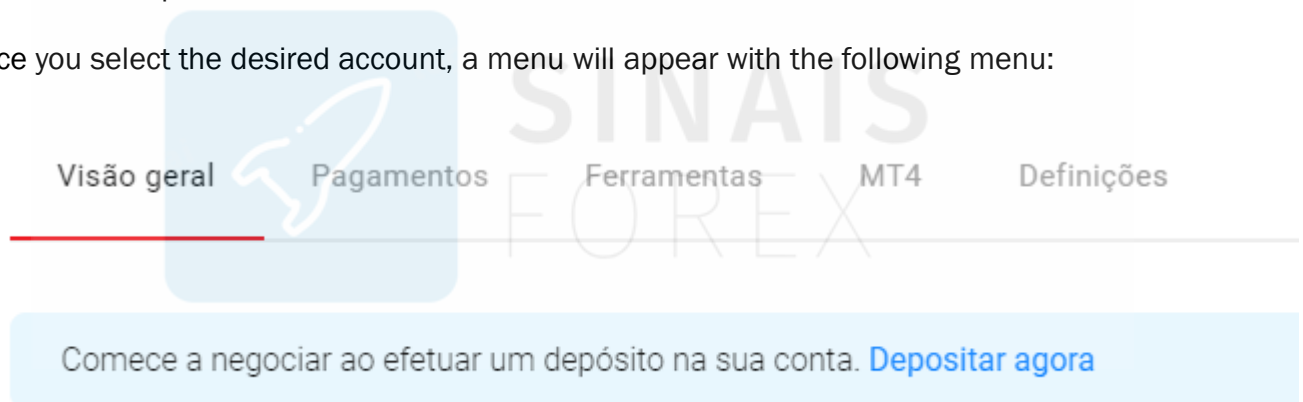 ce you select the desired account, a menu will appear with the following menu:
SINAIS
FOREX
Visão geral Pagamentos Ferramentas MT4 Definições
Comece a negociar ao efetuar um depósito na sua conta. Depositar agora